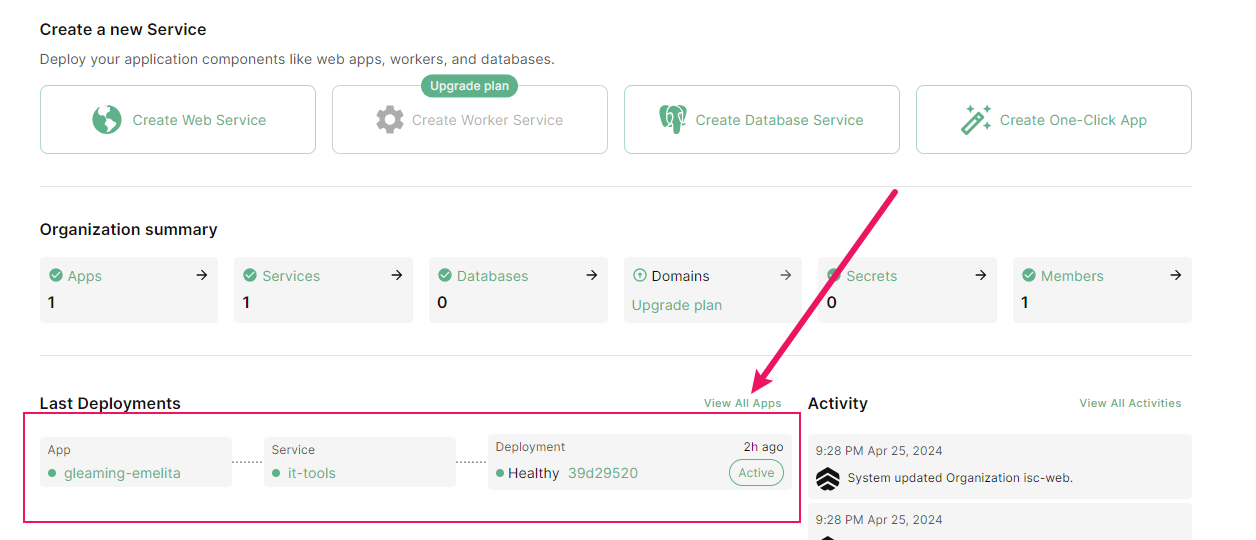 Create a new Service
Deploy your application components like web apps, workers, and databases.
Upgrade plan
Create Web Service
Create Worker Service
Create Database Service
Create One-Click App
Organization summary
Apps
1
Services
1
Databases
0
Domains
Upgrade plan
Secrets
0
Members
1
Last Deployments
View All Apps
App
gleaming-emelita
Service
it-tools
Deployment
2h ago
Healthy 39d29520
Active
Activity
View All Activities
9:28 PM Apr 25, 2024
System updated Organization isc-web.
9:28 PM Apr 25, 2024